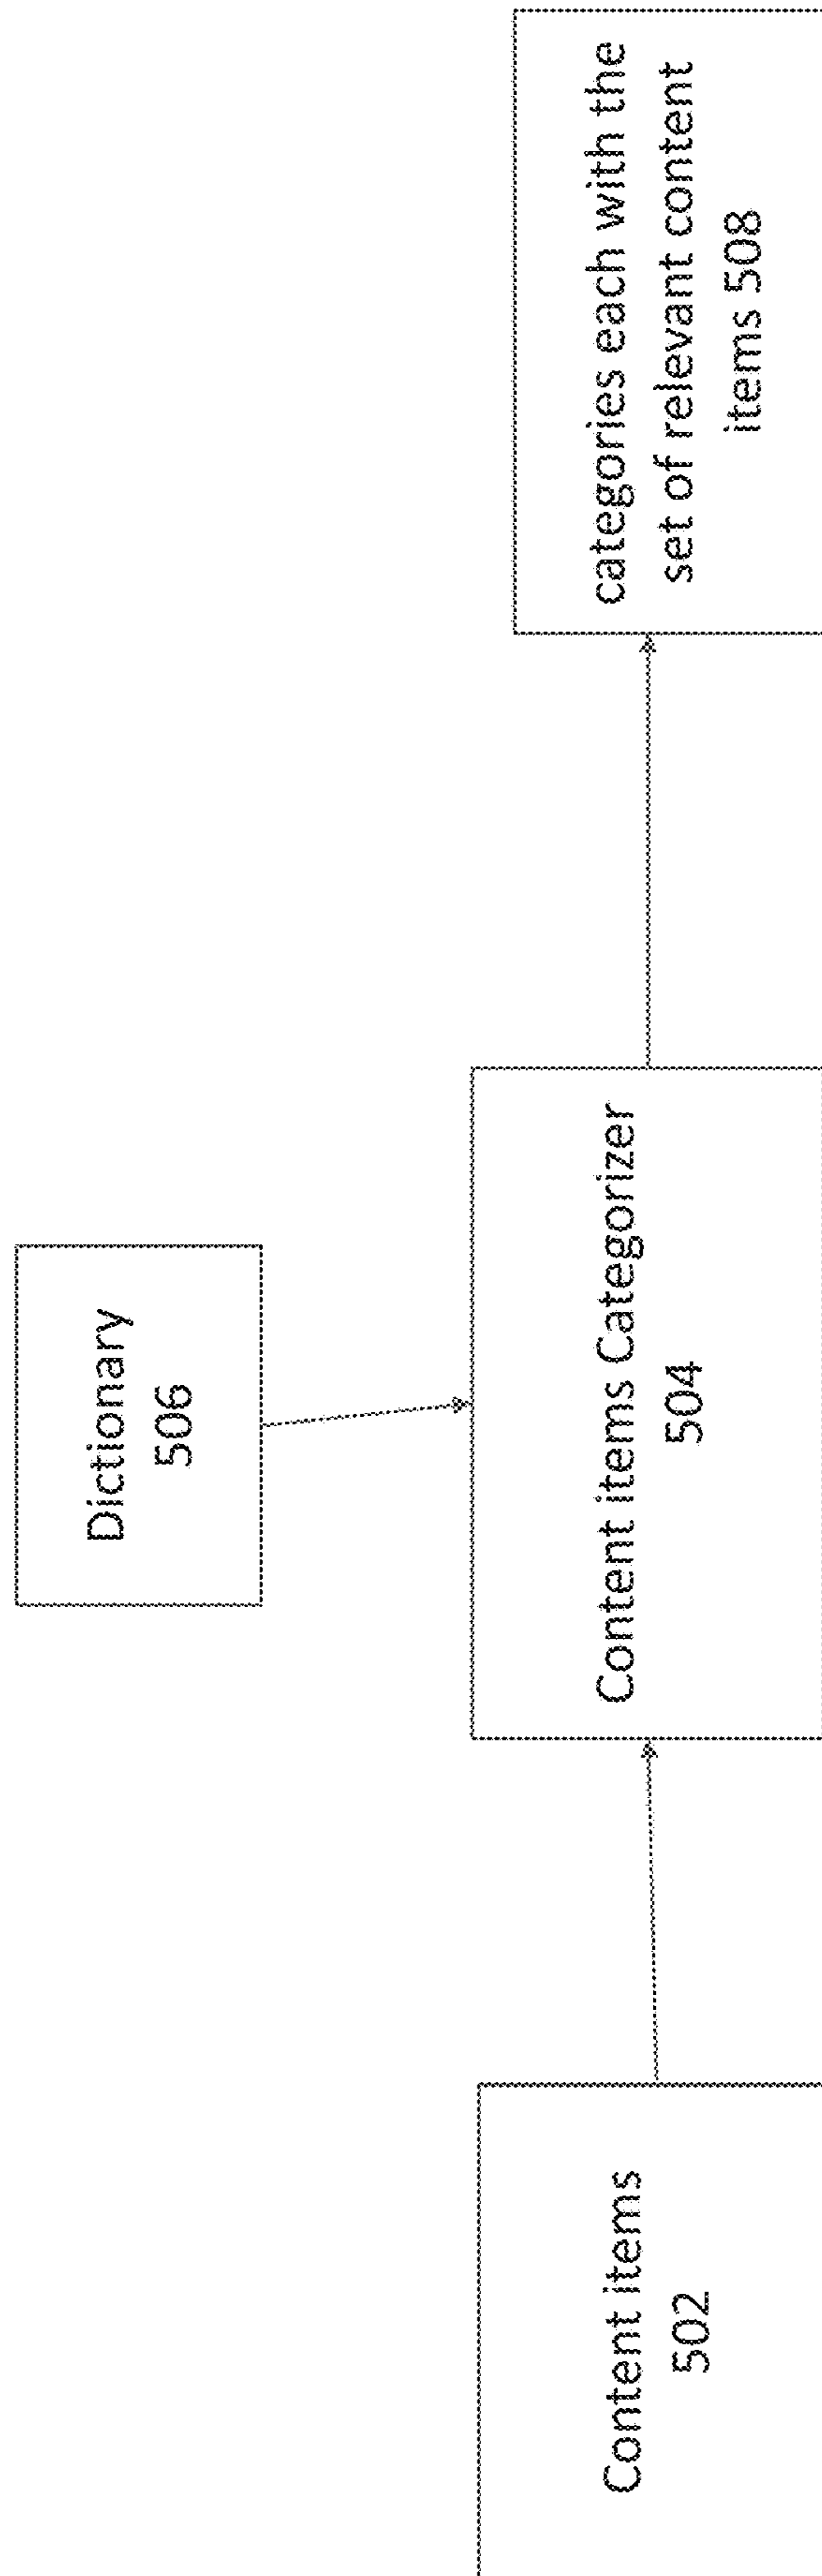 Dictionary
506
Content items
502
Content items Categorizer
504
categories each with the
set of relevant content
items 508